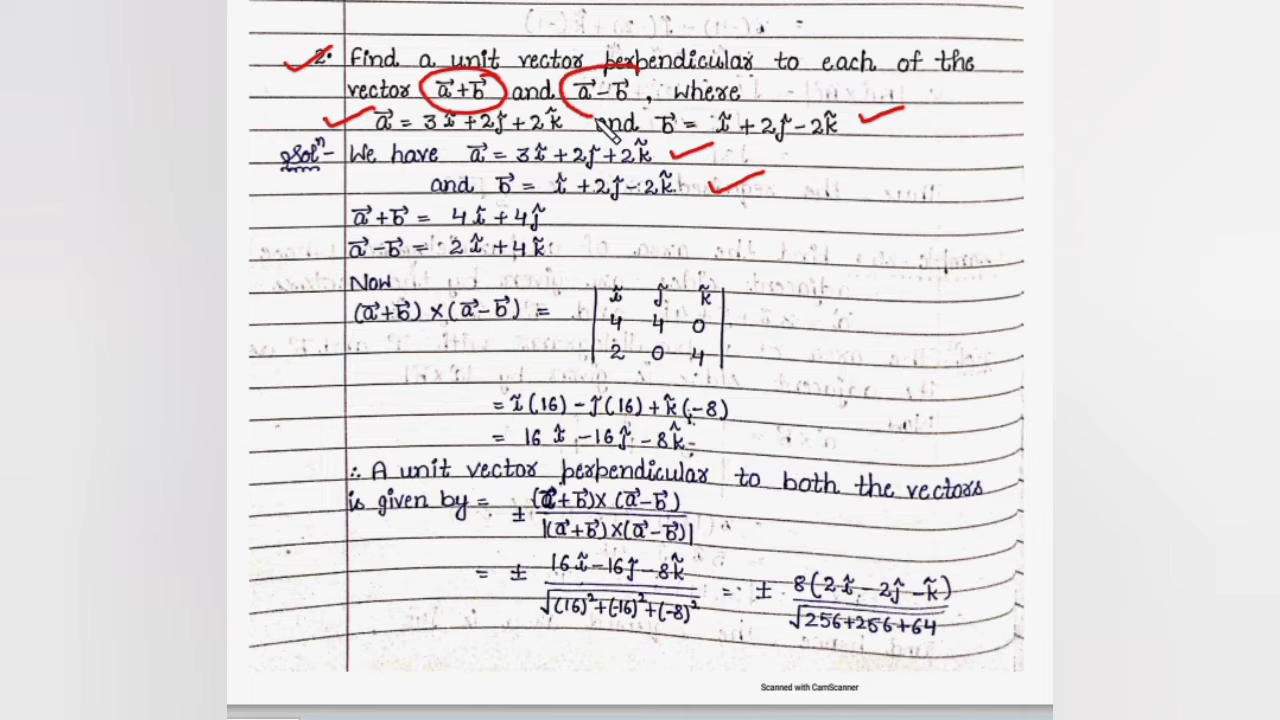 2. Find a unit vector perpendicular to each of the
vector a⃗+b⃗ and a⃗-b⃗, where
a⃗ = 3î+2ĵ+2k̂ and b⃗ = î+2ĵ-2k̂
Solⁿ- We have a⃗ = 3î+2ĵ+2k̂
and b⃗ = î+2ĵ-2k̂.
a⃗+b⃗ = 4î+4ĵ
a⃗-b⃗ = 2î+4k̂
Now
(a⃗+b⃗)×(a⃗-b⃗) = | î ĵ k̂ |
| 4 4 0 |
| 2 0 4 |
= î(16) - ĵ(16)+k̂(-8)
= 16î-16ĵ-8k̂.
∴ A unit vector perpendicular to both the vectors
is given by = ± (a⃗+b⃗)×(a⃗-b⃗) / |(a⃗+b⃗)×(a⃗-b⃗)|
= ± 16î-16ĵ-8k̂ / √(16)²+(-16)²+(-8)² = ± 8(2î-2ĵ-k̂) / √256+256+64
Scanned with CamScanner